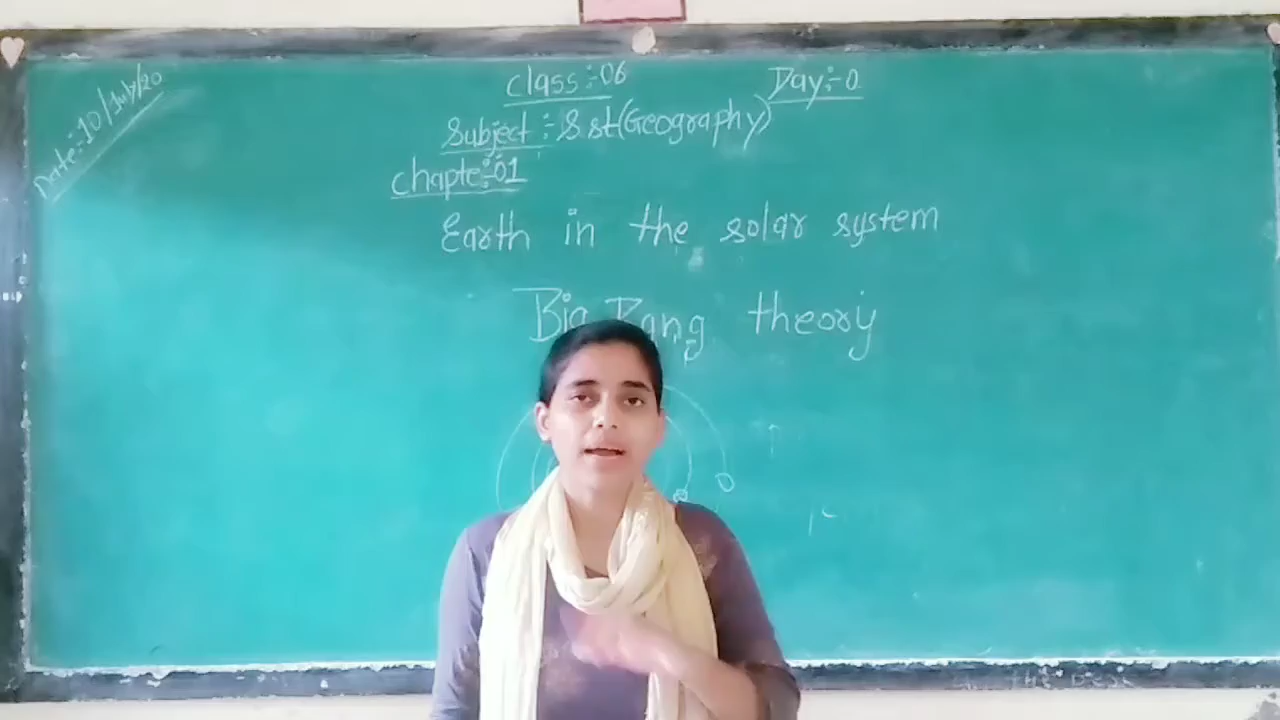 Date:-10/July/20
Class:-06
Day:-0
Subject:-S.st(Geography)
Chapte:-01
Earth in the solar system
Big Bang theory